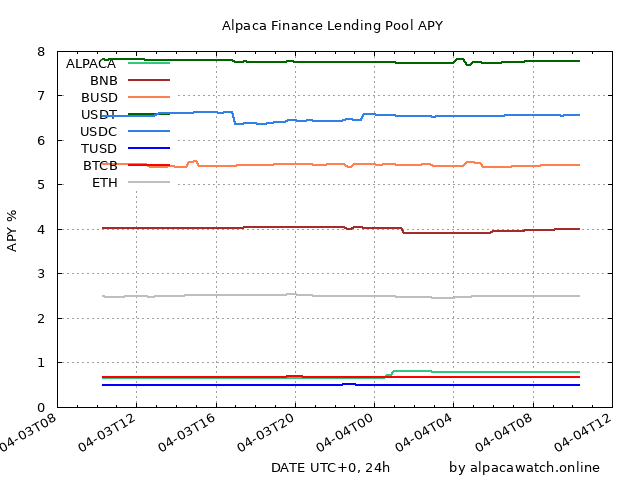 Alpaca Finance Lending Pool APY
8
7
6
5
4
3
2
1
0
APY %
ALPACA
BNB
BUSD
USDT
USDC
TUSD
BTCB
ETH
04-03T08
04-03T12
04-03T16
04-03T20
04-04T00
04-04T04
04-04T08
04-04T12
DATE UTC+0, 24h by alpacawatch.online